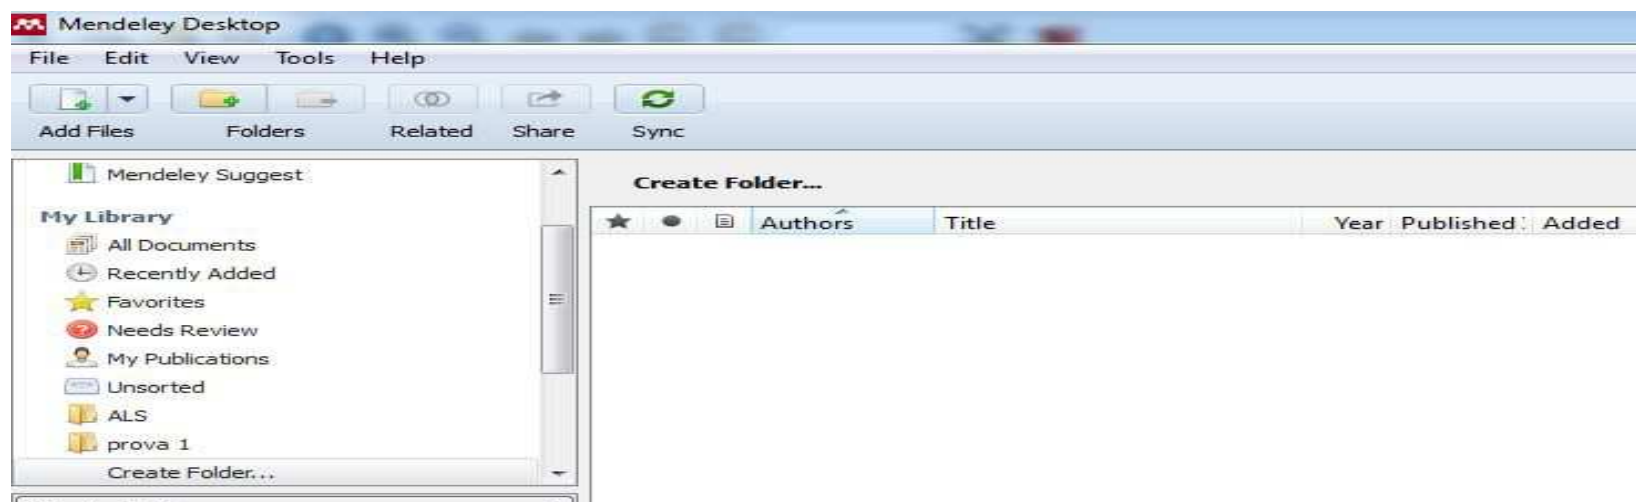 Mendeley Desktop
File Edit View Tools Help
Add Files Folders Related Share Sync
Mendeley Suggest
My Library
All Documents
Recently Added
Favorites
Needs Review
My Publications
Unsorted
ALS
prova 1
Create Folder...
Create Folder...
Authors Title Year Published Added